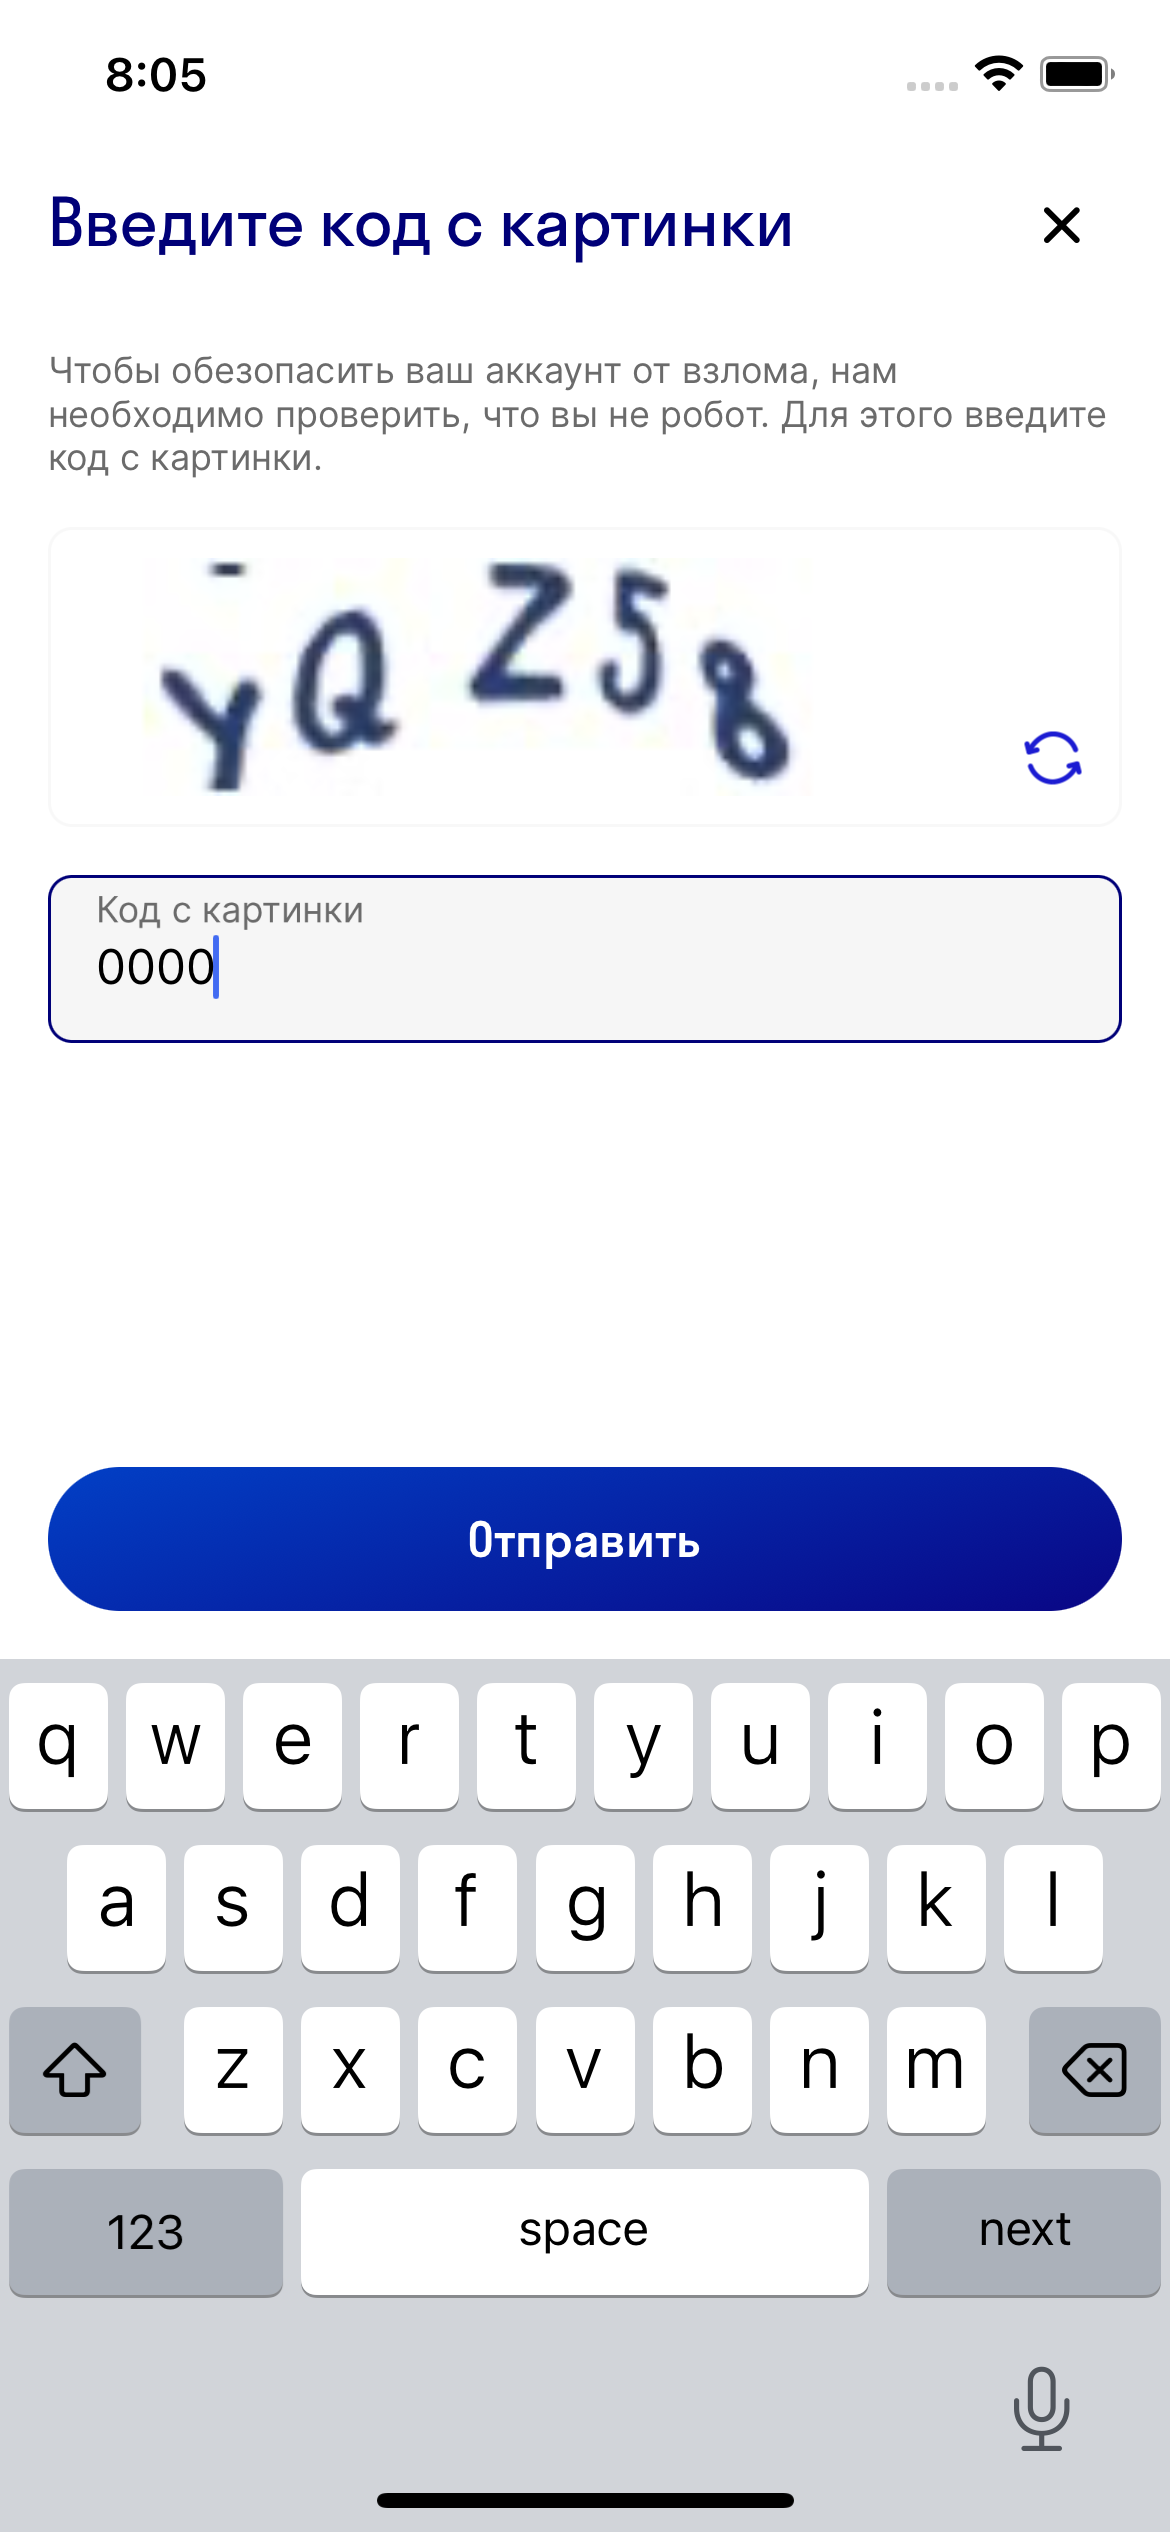 8:05
Введите код с картинки
Чтобы обезопасить ваш аккаунт от взлома, нам
необходимо проверить, что вы не робот. Для этого введите
код с картинки.
YQZ58
Код с картинки
0000
Отправить
q w e r t y u i o p
a s d f g h j k l
z x c v b n m
123 space next